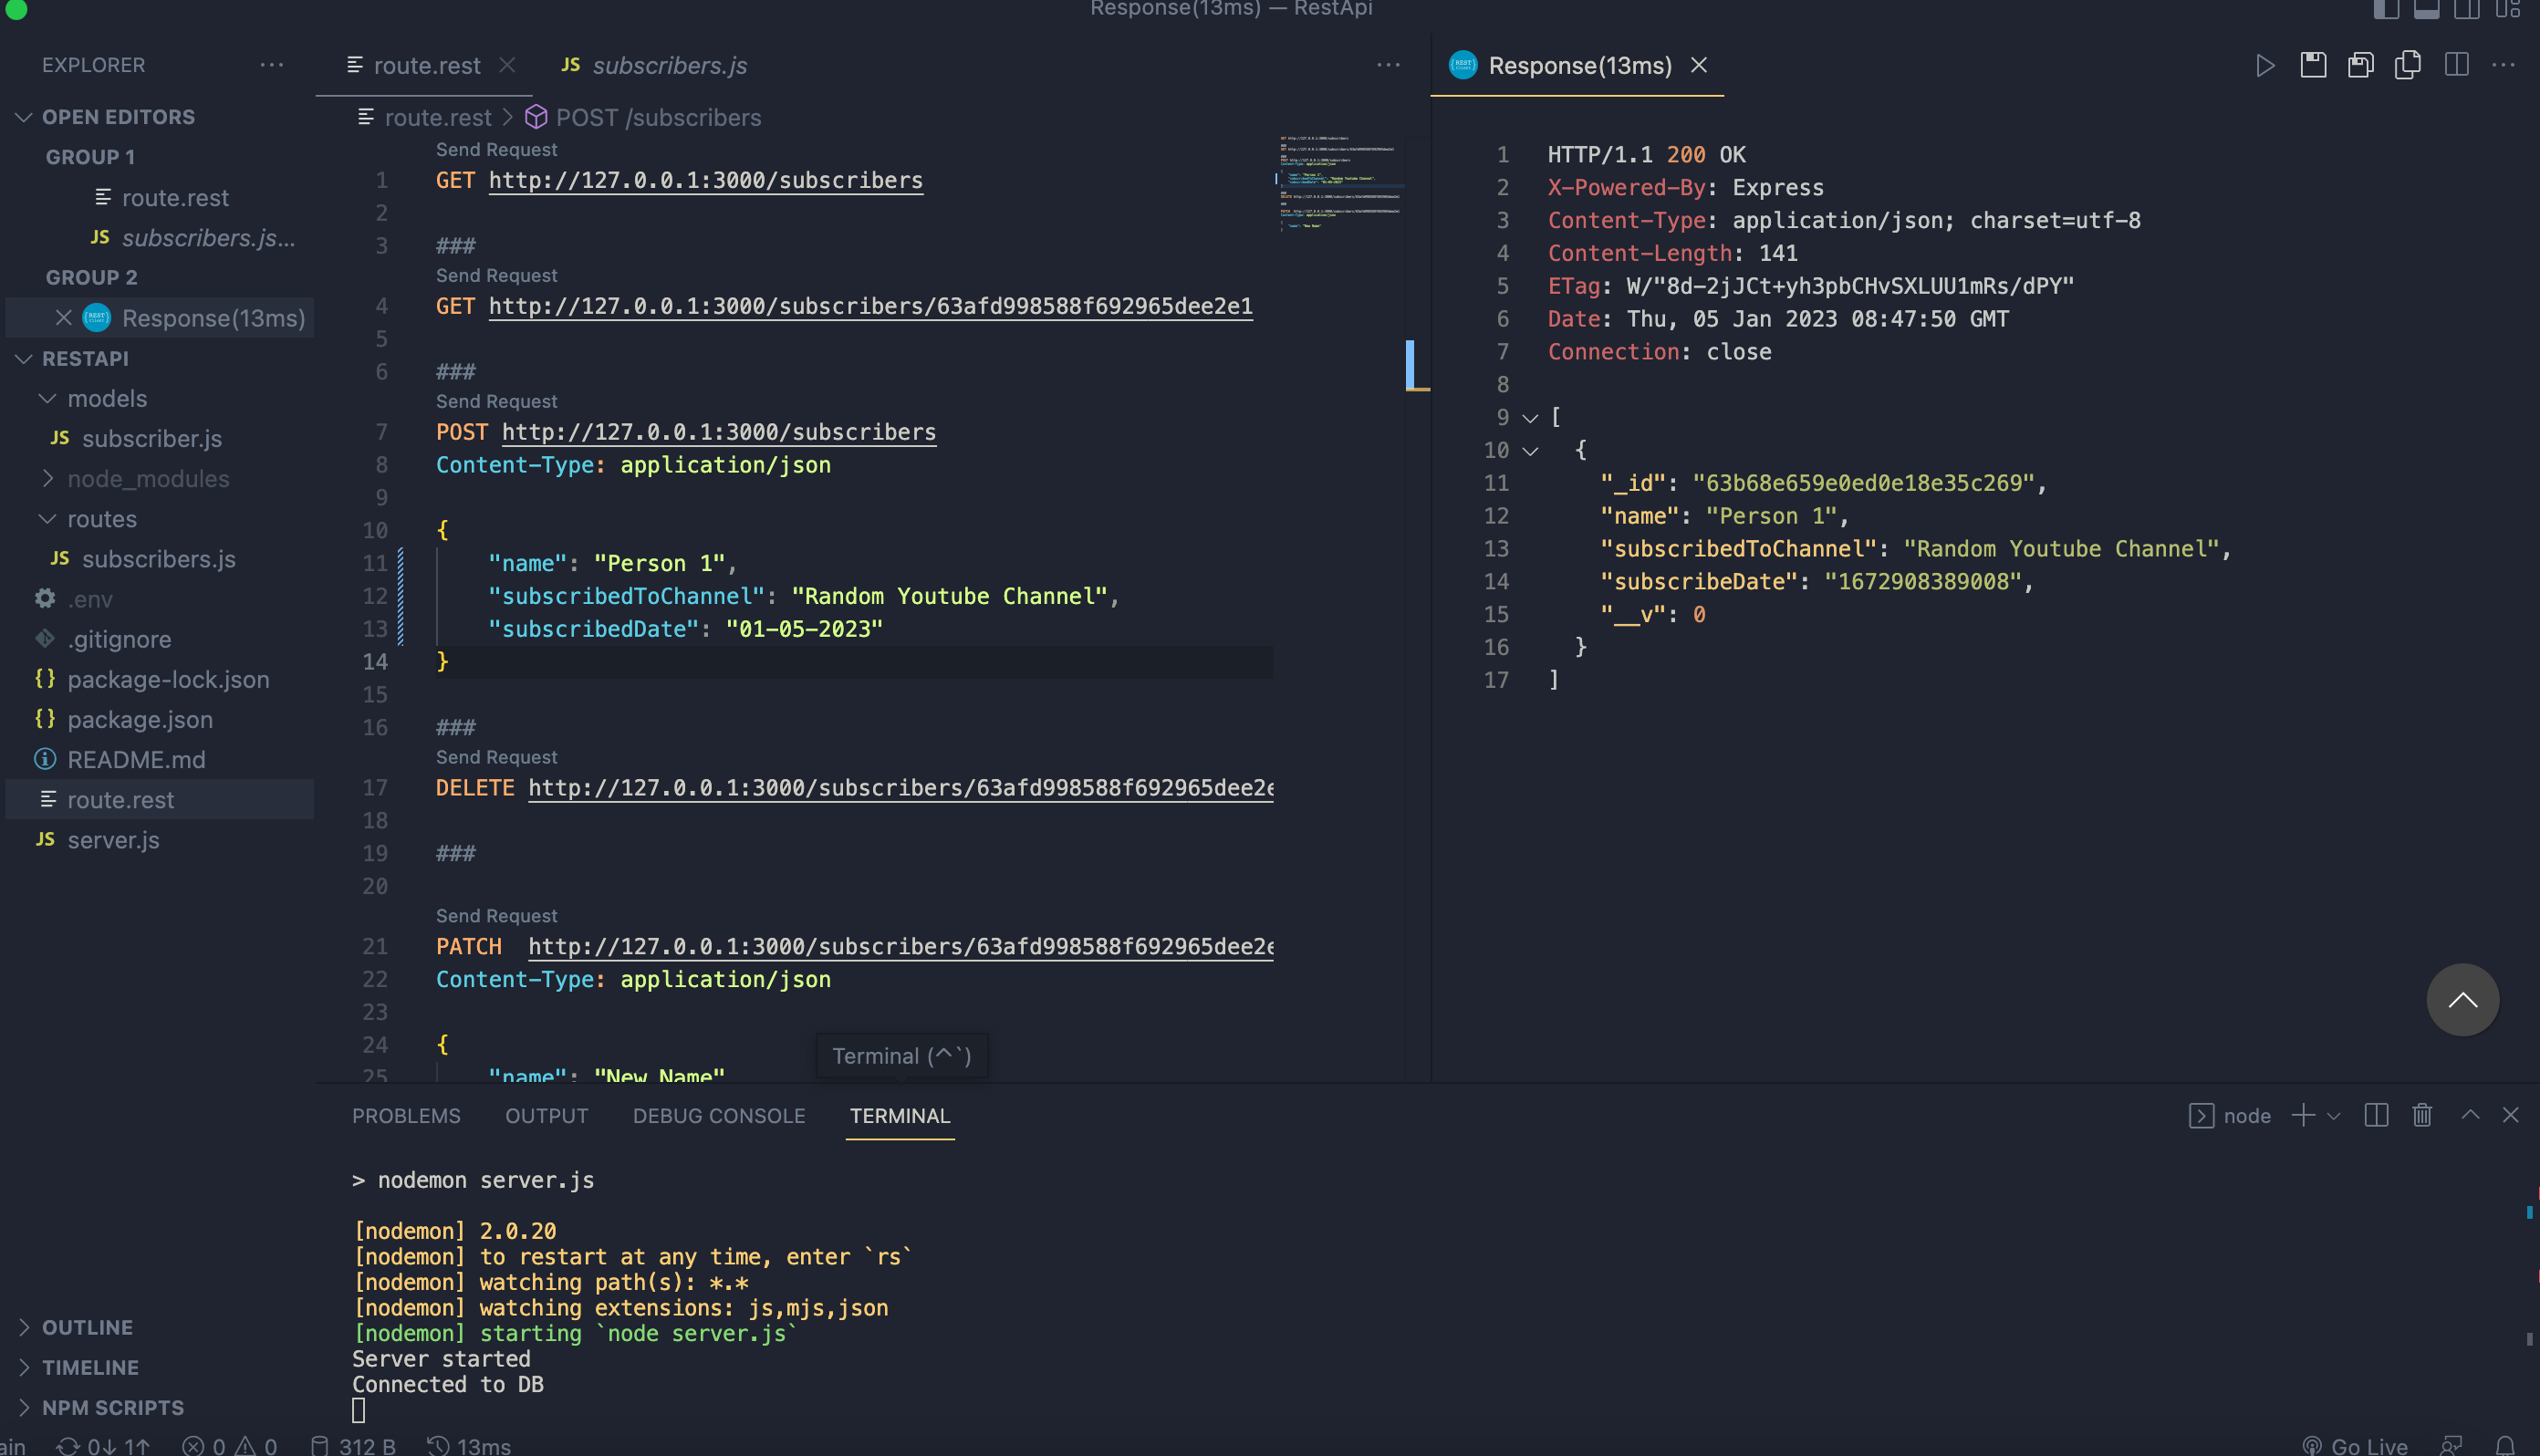 Response(13ms) — RestApi
EXPLORER
OPEN EDITORS
GROUP 1
route.rest
JS subscribers.js...
GROUP 2
Response(13ms)
RESTAPI
models
JS subscriber.js
node_modules
routes
JS subscribers.js
.env
.gitignore
{} package-lock.json
{} package.json
README.md
route.rest
JS server.js
OUTLINE
TIMELINE
NPM SCRIPTS
route.rest
JS subscribers.js
route.rest > POST /subscribers
Send Request
1 GET http://127.0.0.1:3000/subscribers
2
3 ###
Send Request
4 GET http://127.0.0.1:3000/subscribers/63afd998588f692965dee2e1
5
6 ###
Send Request
7 POST http://127.0.0.1:3000/subscribers
8 Content-Type: application/json
9
10 {
11 "name": "Person 1",
12 "subscribedToChannel": "Random Youtube Channel",
13 "subscribedDate": "01-05-2023"
14 }
15
16 ###
Send Request
17 DELETE http://127.0.0.1:3000/subscribers/63afd998588f692965dee2e
18
19 ###
20
Send Request
21 PATCH http://127.0.0.1:3000/subscribers/63afd998588f692965dee2e
22 Content-Type: application/json
23
24 {
25 "name": "New Name"
Terminal (^`)
Response(13ms)
1 HTTP/1.1 200 OK
2 X-Powered-By: Express
3 Content-Type: application/json; charset=utf-8
4 Content-Length: 141
5 ETag: W/"8d-2jJCt+yh3pbCHvSXLUU1mRs/dPY"
6 Date: Thu, 05 Jan 2023 08:47:50 GMT
7 Connection: close
8
9 [
10 {
11 "_id": "63b68e659e0ed0e18e35c269",
12 "name": "Person 1",
13 "subscribedToChannel": "Random Youtube Channel",
14 "subscribeDate": "1672908389008",
15 "__v": 0
16 }
17 ]
PROBLEMS OUTPUT DEBUG CONSOLE TERMINAL
node
> nodemon server.js
[nodemon] 2.0.20
[nodemon] to restart at any time, enter `rs`
[nodemon] watching path(s): *.*
[nodemon] watching extensions: js,mjs,json
[nodemon] starting `node server.js`
Server started
Connected to DB
ain 0↓ 1↑ 0 0 312 B 13ms Go Live